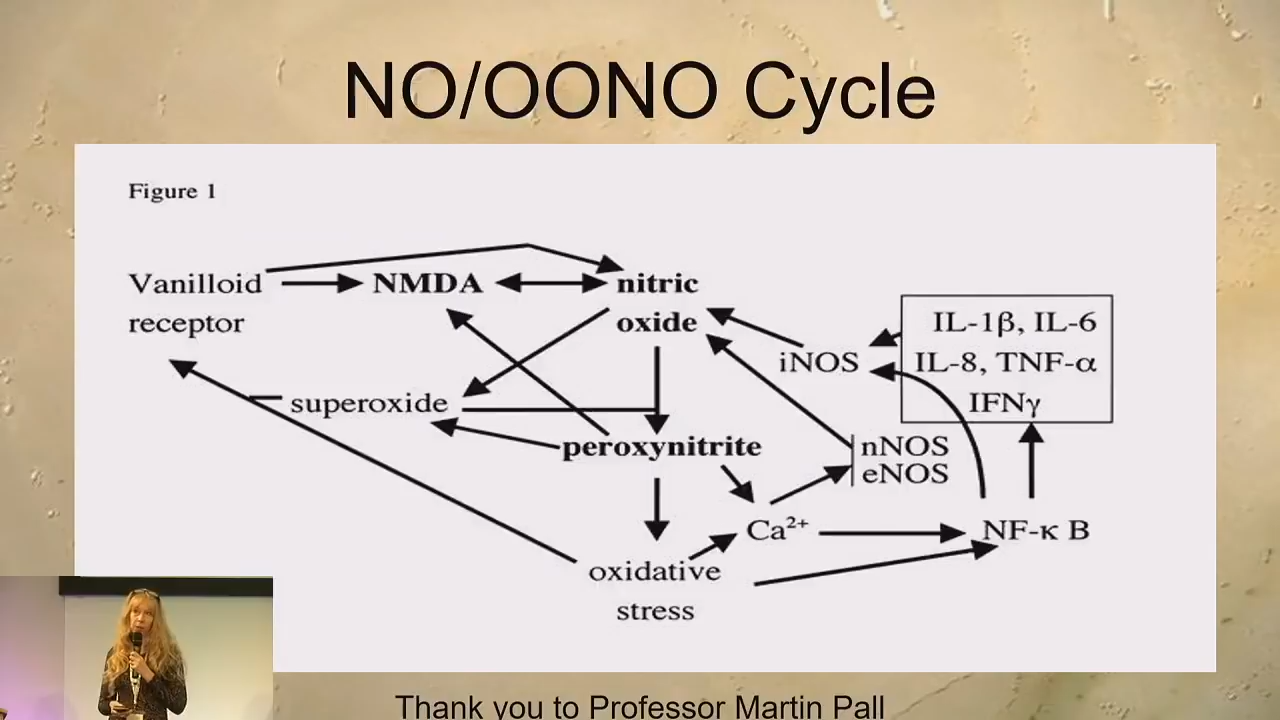 NO/OONO Cycle
Figure 1
Vanilloid
receptor
NMDA
nitric
oxide
IL-1β, IL-6
IL-8, TNF-α
IFNγ
iNOS
superoxide
peroxynitrite
nNOS
eNOS
Ca²⁺
NF-κ B
oxidative
stress
Thank you to Professor Martin Pall